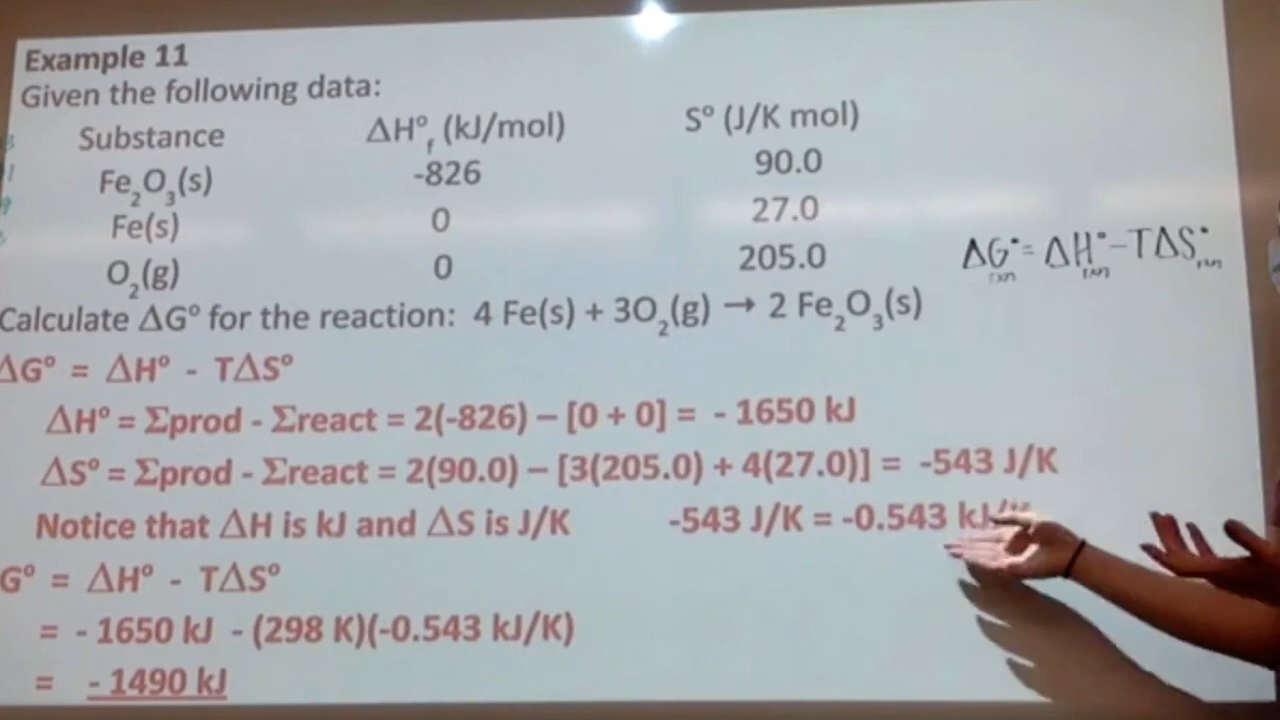 Example 11
Given the following data:
Substance ΔH°f (kJ/mol) S° (J/K mol)
Fe2O3(s) -826 90.0
Fe(s) 0 27.0
O2(g) 0 205.0
ΔG°rxn = ΔH°rxn - TΔS°rxn
Calculate ΔG° for the reaction: 4 Fe(s) + 3O2(g) → 2 Fe2O3(s)
ΔG° = ΔH° - TΔS°
ΔH° = Σprod - Σreact = 2(-826) – [0 + 0] = - 1650 kJ
ΔS° = Σprod - Σreact = 2(90.0) – [3(205.0) + 4(27.0)] = -543 J/K
Notice that ΔH is kJ and ΔS is J/K -543 J/K = -0.543
G° = ΔH° - TΔS°
= - 1650 kJ - (298 K)(-0.543 kJ/K)
= - 1490 kJ